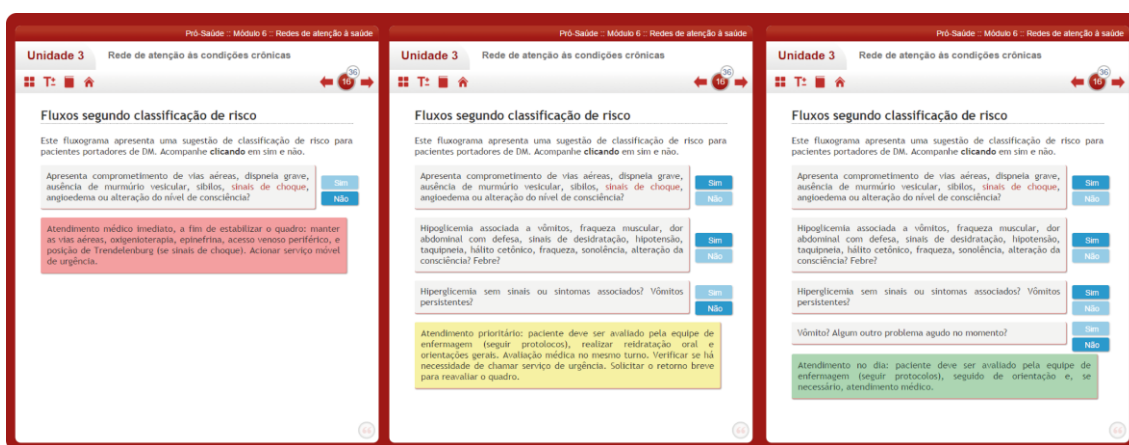 Pró-Saúde :: Módulo 6 :: Redes de atenção à saúde
Unidade 3
Rede de atenção às condições crônicas
T±
36
16
Fluxos segundo classificação de risco
Este fluxograma apresenta uma sugestão de classificação de risco para
pacientes portadores de DM. Acompanhe clicando em sim e não.
Apresenta comprometimento de vias aéreas, dispneia grave,
ausência de murmúrio vesicular, sibilos, sinais de choque,
angioedema ou alteração do nível de consciência?
Sim
Não
Atendimento médico imediato, a fim de estabilizar o quadro: manter
as vias aéreas, oxigenioterapia, epinefrina, acesso venoso periférico, e
posição de Trendelenburg (se sinais de choque). Acionar serviço móvel
de urgência.
Pró-Saúde :: Módulo 6 :: Redes de atenção à saúde
Unidade 3
Rede de atenção às condições crônicas
T±
36
16
Fluxos segundo classificação de risco
Este fluxograma apresenta uma sugestão de classificação de risco para
pacientes portadores de DM. Acompanhe clicando em sim e não.
Apresenta comprometimento de vias aéreas, dispneia grave,
ausência de murmúrio vesicular, sibilos, sinais de choque,
angioedema ou alteração do nível de consciência?
Sim
Não
Hipoglicemia associada a vômitos, fraqueza muscular, dor
abdominal com defesa, sinais de desidratação, hipotensão,
taquipneia, hálito cetônico, fraqueza, sonolência, alteração da
consciência? Febre?
Sim
Não
Hiperglicemia sem sinais ou sintomas associados? Vômitos
persistentes?
Sim
Não
Atendimento prioritário: paciente deve ser avaliado pela equipe de
enfermagem (seguir protolocos), realizar reidratação oral e
orientações gerais. Avaliação médica no mesmo turno. Verificar se há
necessidade de chamar serviço de urgência. Solicitar o retorno breve
para reavaliar o quadro.
Pró-Saúde :: Módulo 6 :: Redes de atenção à saúde
Unidade 3
Rede de atenção às condições crônicas
T±
36
16
Fluxos segundo classificação de risco
Este fluxograma apresenta uma sugestão de classificação de risco para
pacientes portadores de DM. Acompanhe clicando em sim e não.
Apresenta comprometimento de vias aéreas, dispneia grave,
ausência de murmúrio vesicular, sibilos, sinais de choque,
angioedema ou alteração do nível de consciência?
Sim
Não
Hipoglicemia associada a vômitos, fraqueza muscular, dor
abdominal com defesa, sinais de desidratação, hipotensão,
taquipneia, hálito cetônico, fraqueza, sonolência, alteração da
consciência? Febre?
Sim
Não
Hiperglicemia sem sinais ou sintomas associados? Vômitos
persistentes?
Sim
Não
Vômito? Algum outro problema agudo no momento?
Sim
Não
Atendimento no dia: paciente deve ser avaliado pela equipe de
enfermagem (seguir protocolos), seguido de orientação e, se
necessário, atendimento médico.